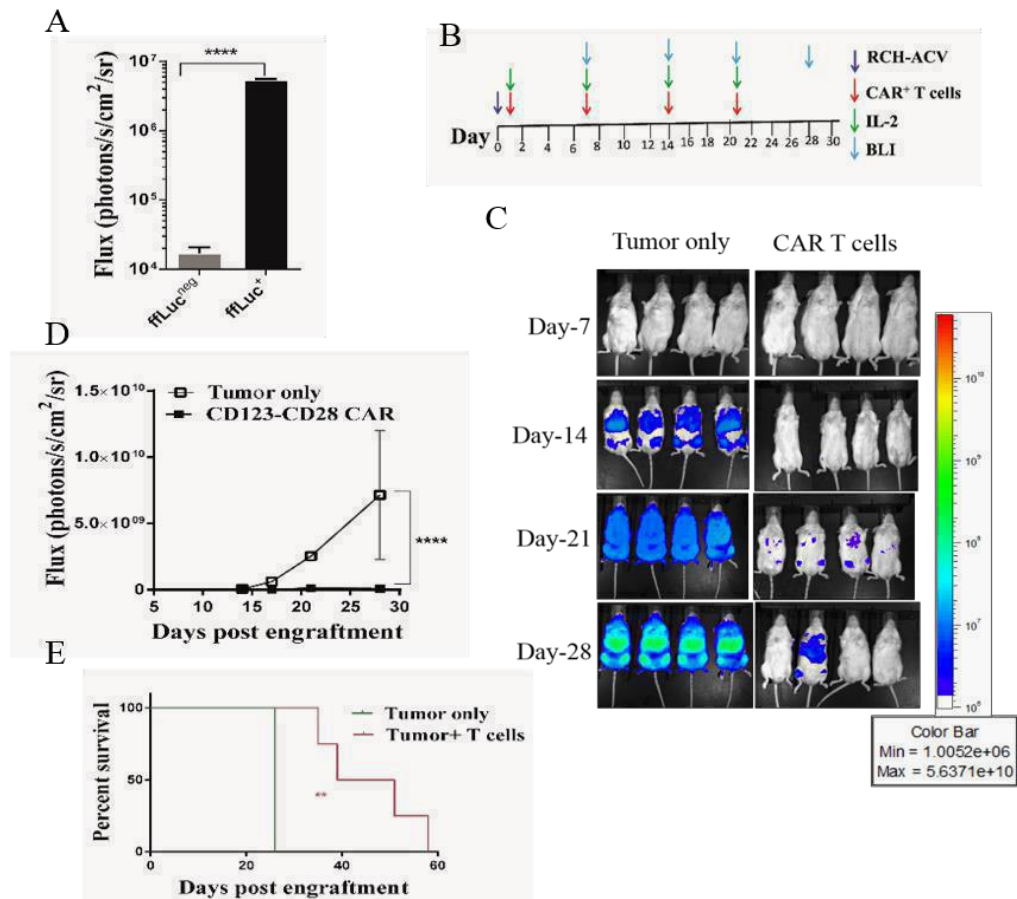 A
****
Flux (photons/s/cm²/sr)
10⁷
10⁶
10⁵
10⁴
ffLuc^neg
ffLuc⁺
B
RCH-ACV
CAR⁺ T cells
IL-2
BLI
Day
0 2 4 6 8 10 12 14 16 18 20 22 24 26 28 30
C
Tumor only CAR T cells
Day-7
Day-14
Day-21
Day-28
10¹⁰
10⁹
10⁸
10⁷
10⁶
Color Bar
Min = 1.0052e+06
Max = 5.6371e+10
D
Flux (photons/s/cm²/sr)
1.5×10¹⁰
1.0×10¹⁰
5.0×10⁰⁹
0
Tumor only
CD123-CD28 CAR
****
5 10 15 20 25 30
Days post engraftment
E
Percent survival
100
50
0
Tumor only
Tumor+ T cells
**
0 20 40 60
Days post engraftment